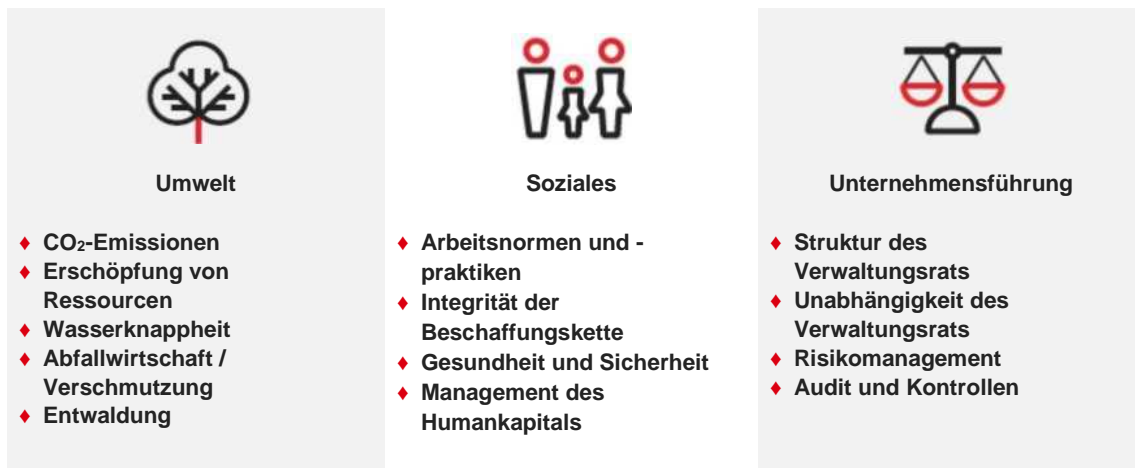 Umwelt
♦ CO₂-Emissionen
♦ Erschöpfung von
Ressourcen
♦ Wasserknappheit
♦ Abfallwirtschaft /
Verschmutzung
♦ Entwaldung
Soziales
♦ Arbeitsnormen und -
praktiken
♦ Integrität der
Beschaffungskette
♦ Gesundheit und Sicherheit
♦ Management des
Humankapitals
Unternehmensführung
♦ Struktur des
Verwaltungsrats
♦ Unabhängigkeit des
Verwaltungsrats
♦ Risikomanagement
♦ Audit und Kontrollen